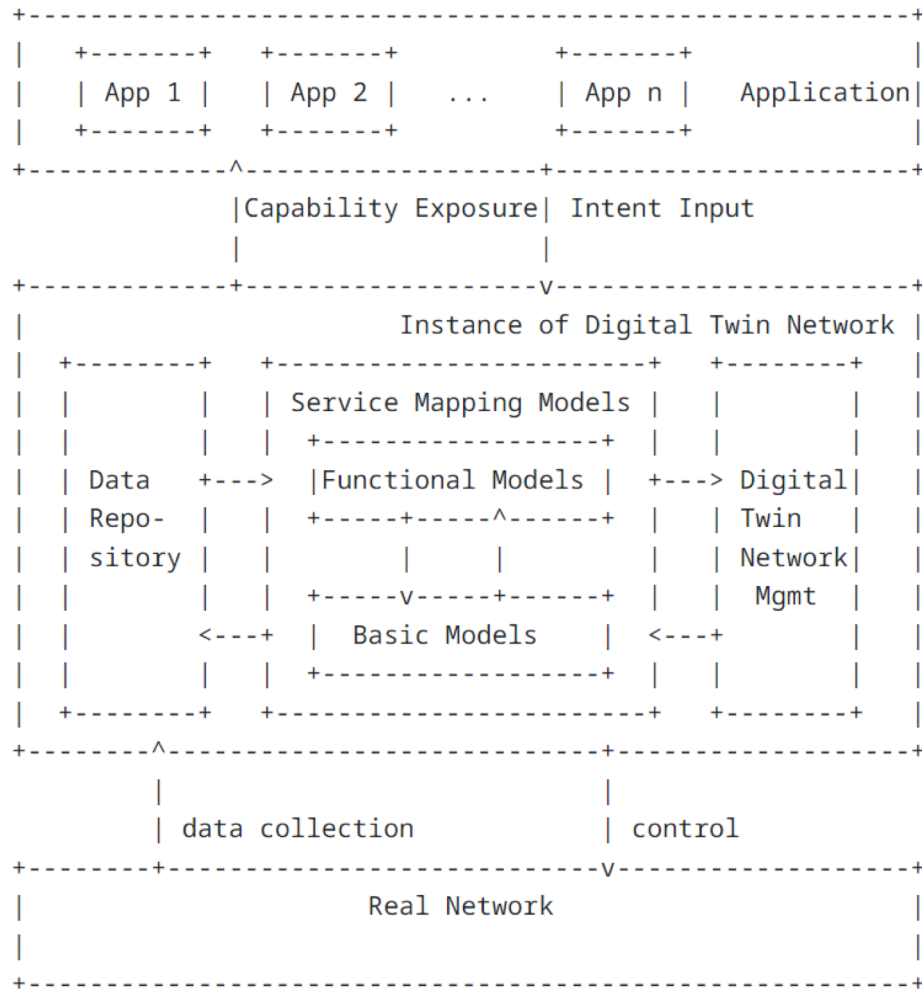 App 1 App 2 ... App n Application
Capability Exposure Intent Input
Instance of Digital Twin Network
Service Mapping Models
Data Functional Models Digital
Repo- Twin
sitory Network
Mgmt
Basic Models
data collection control
Real Network